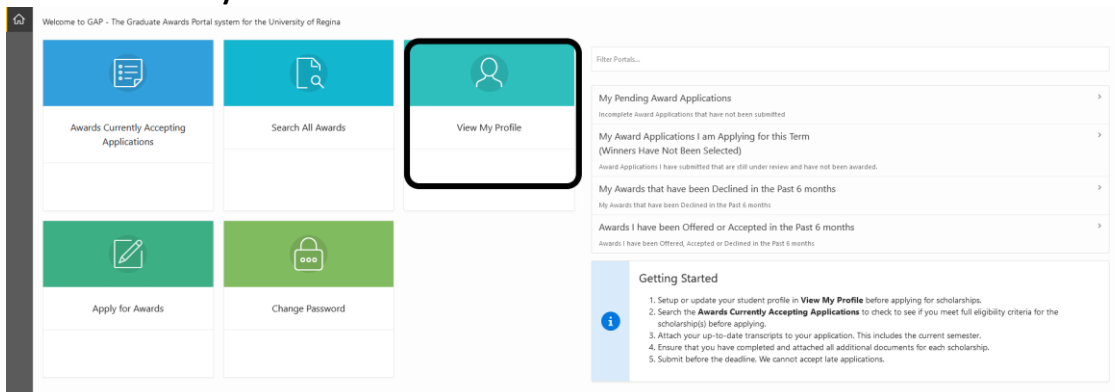 Welcome to GAP - The Graduate Awards Portal system for the University of Regina
Awards Currently Accepting
Applications
Search All Awards
View My Profile
Apply for Awards
Change Password
Filter Portals...
My Pending Award Applications
Incomplete Award Applications that have not been submitted
My Award Applications I am Applying for this Term
(Winners Have Not Been Selected)
Award Applications I have submitted that are still under review and have not been awarded.
My Awards that have been Declined in the Past 6 months
My Awards that have been Declined in the Past 6 months
Awards I have been Offered or Accepted in the Past 6 months
Awards I have been Offered, Accepted or Declined in the Past 6 months
Getting Started
1. Setup or update your student profile in View My Profile before applying for scholarships.
2. Search the Awards Currently Accepting Applications to check to see if you meet full eligibility criteria for the
scholarship(s) before applying.
3. Attach your up-to-date transcripts to your application. This includes the current semester.
4. Ensure that you have completed and attached all additional documents for each scholarship.
5. Submit before the deadline. We cannot accept late applications.